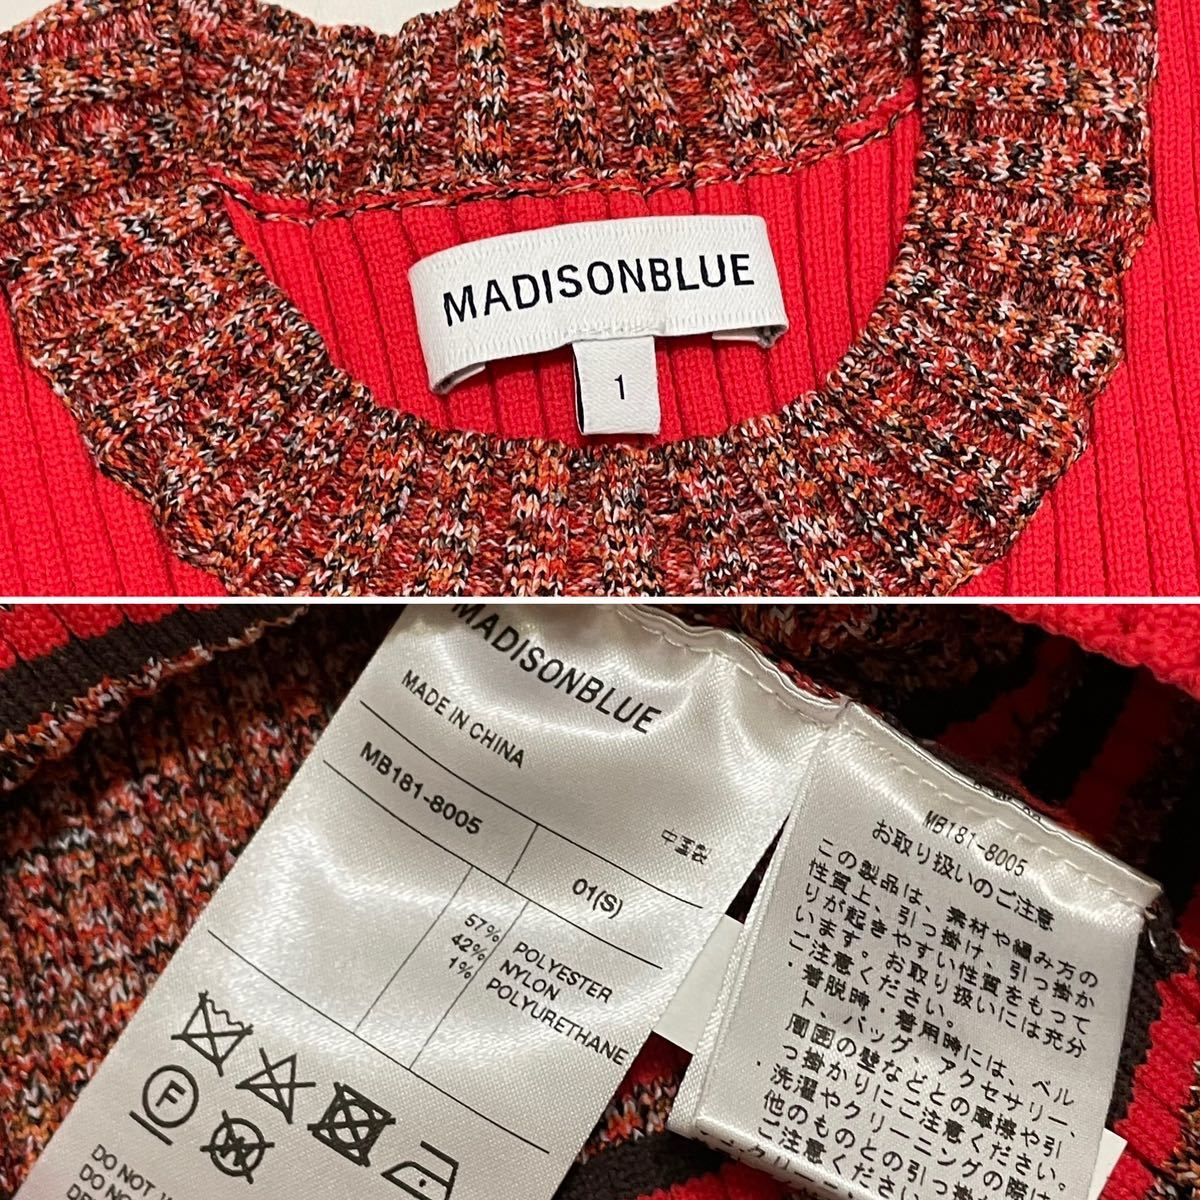 MADISONBLUE
1
MADISONBLUE
MADE IN CHINA
中国製
MB181-8005
01(S)
57% POLYESTER
42% NYLON
1% POLYURETHANE
F
W
DO NOT
DO NO
MB181-8005
お取り扱いのご注意
この製品は、素材や編み方の
性質上、引っ掛け、引っ掛か
りが起きやすい性質をもって
います。お取り扱いには充分
ご注意ください。
・着脱時・着用時には、ベル
ト、バッグ、アクセサリー、
周囲の壁などとの摩擦や引
っ掛かりにご注意ください。
・洗濯やクリーニングの際
他のものとの引っ掛
ご注意ください